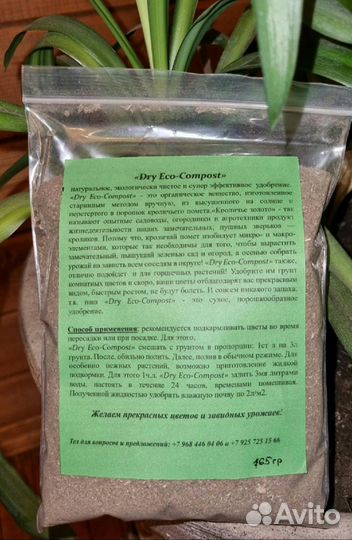 «Dry Eco-Compost»
натуральное, экологически чистое и супер эффективное удобрение.
«Dry Eco-Compost» - это органическое вещество, изготовленное
старинным методом вручную, из высушенного на солнце и
перетертого в порошок кроличьего помета.«Кроличье золото» - так
называют опытные садоводы, огородники и агротехники продукт
жизнедеятельности наших замечательных, пушных зверьков —
кроликов. Потому что, кроличий помет изобилует микро- и макро-
элементами, которые так необходимы для того, чтобы вырастить
замечательный, пышущий зеленью сад и огород, а осенью собрать
урожай на зависть всем соседям в округе! «Dry Eco-Compost» также,
отлично подойдет и для горшечных растений! Удобрите им грунт
комнатных цветов и скоро, ваши цветы отблагодарят вас прекрасным
видом, быстрым ростом, не будут болеть. И совсем никакого запаха,
т.к. наш «Dry Eco-Compost» - это сухое, порошкообразное
удобрение.
Способ применения: рекомендуется подкармливать цветы во время
пересадки или при посадке. Для этого,
«Dry Eco-Compost» смешать с грунтом в пропорции: 1ст л на 3л
грунта. После, обильно полить. Далее, полив в обычном режиме. Для
особенно нежных растений, возможно приготовление жидкой
подкормки. Для этого 1ч.л. «Dry Eco-Compost» залить 3мя литрами
воды, настоять в течение 24 часов, временами помешивая.
Полученной жидкостью удобрять влажную почву по 2л/м2.
Желаем прекрасных цветов и завидных урожаев!
Тел для вопросов и предложений: +7 968 446 04 06 и +7 925 725 15 66
465 гр
Avito